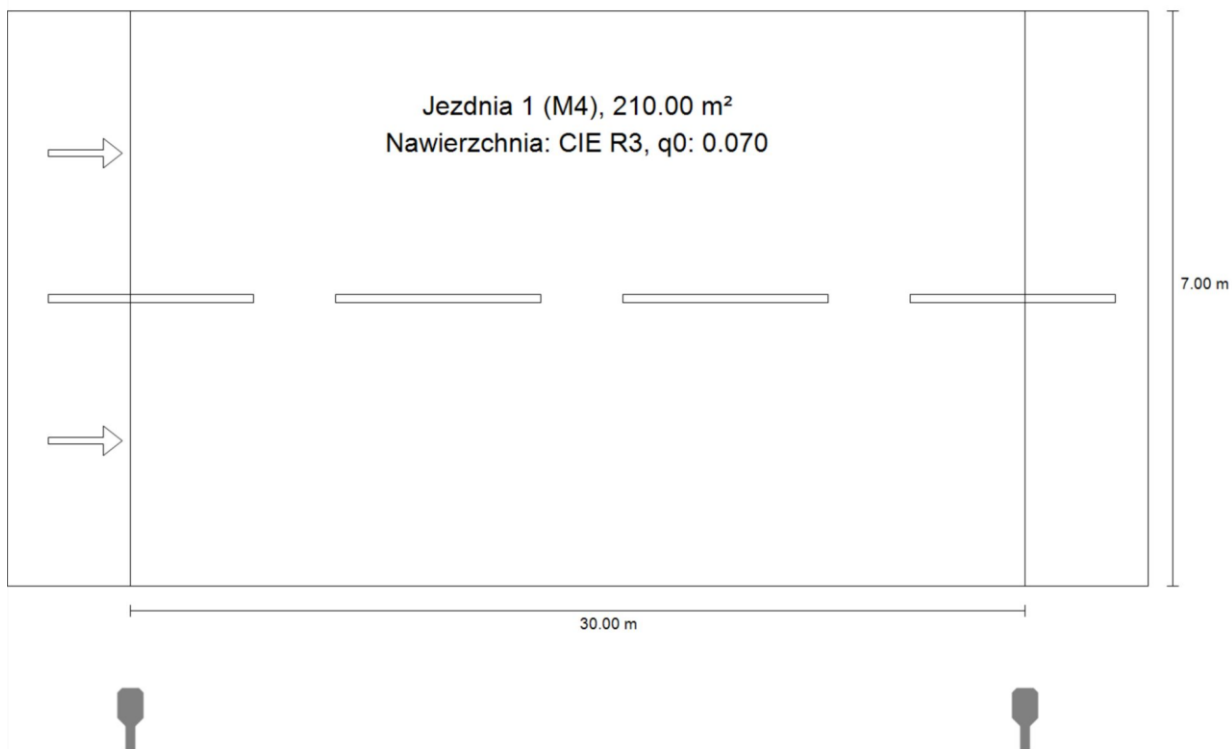 Jezdnia 1 (M4), 210.00 m²
Nawierzchnia: CIE R3, q0: 0.070
7.00 m
30.00 m